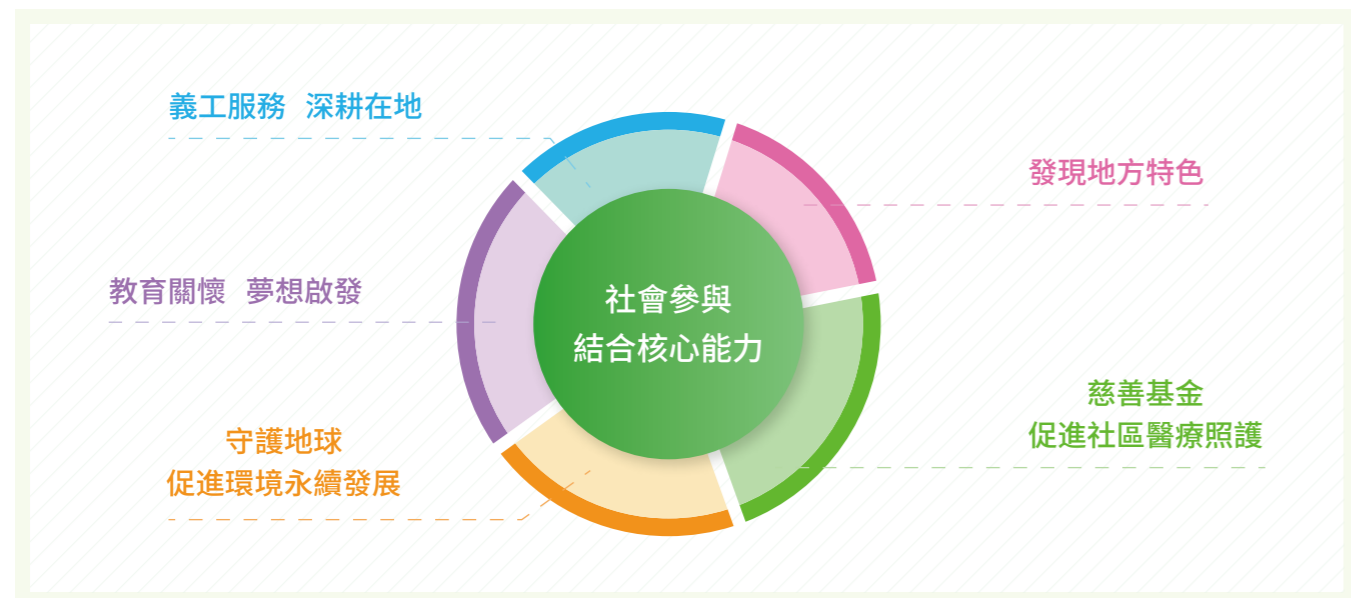 義工服務 深耕在地
發現地方特色
教育關懷 夢想啟發
社會參與
結合核心能力
慈善基金
促進社區醫療照護
守護地球
促進環境永續發展